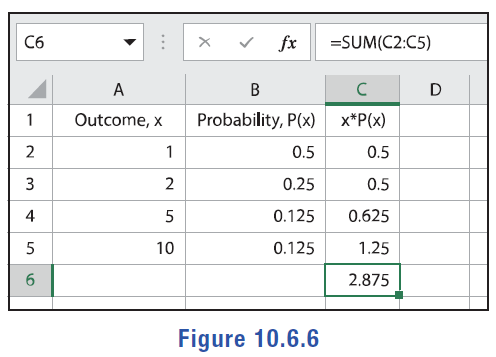 C6 fx =SUM(C2:C5)
A B C D
1 Outcome, x Probability, P(x) x*P(x)
2 1 0.5 0.5
3 2 0.25 0.5
4 5 0.125 0.625
5 10 0.125 1.25
6 2.875
Figure 10.6.6